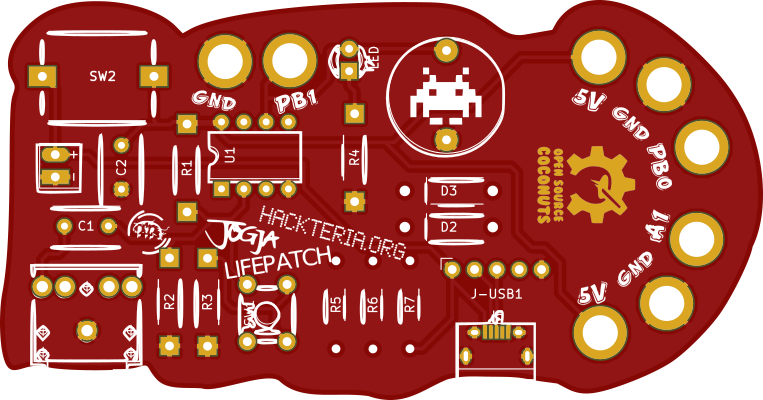 SW2
GND
PB1
LED
5V
GND
PB0
+
-
C2
R1
U1
R4
D3
D2
OPEN SOURCE
COCONUTS
A1
GND
5V
C1
JOGJA
HACKTERIA.ORG
LIFEPATCH
R2
R3
R5
R6
R7
J-USB1